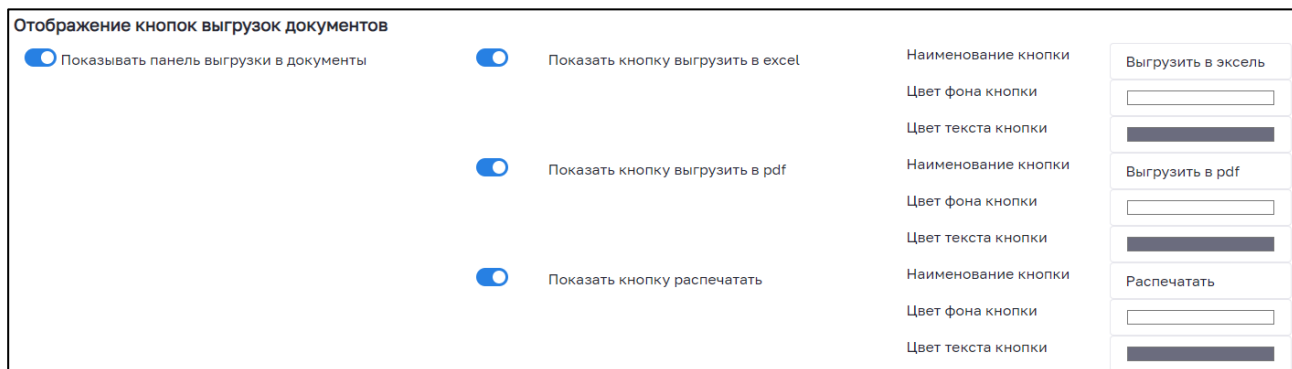 Отображение кнопок выгрузок документов
Показывать панель выгрузки в документы
Показать кнопку выгрузить в excel
Наименование кнопки
Выгрузить в эксель
Цвет фона кнопки
Цвет текста кнопки
Показать кнопку выгрузить в pdf
Наименование кнопки
Выгрузить в pdf
Цвет фона кнопки
Цвет текста кнопки
Показать кнопку распечатать
Наименование кнопки
Распечатать
Цвет фона кнопки
Цвет текста кнопки